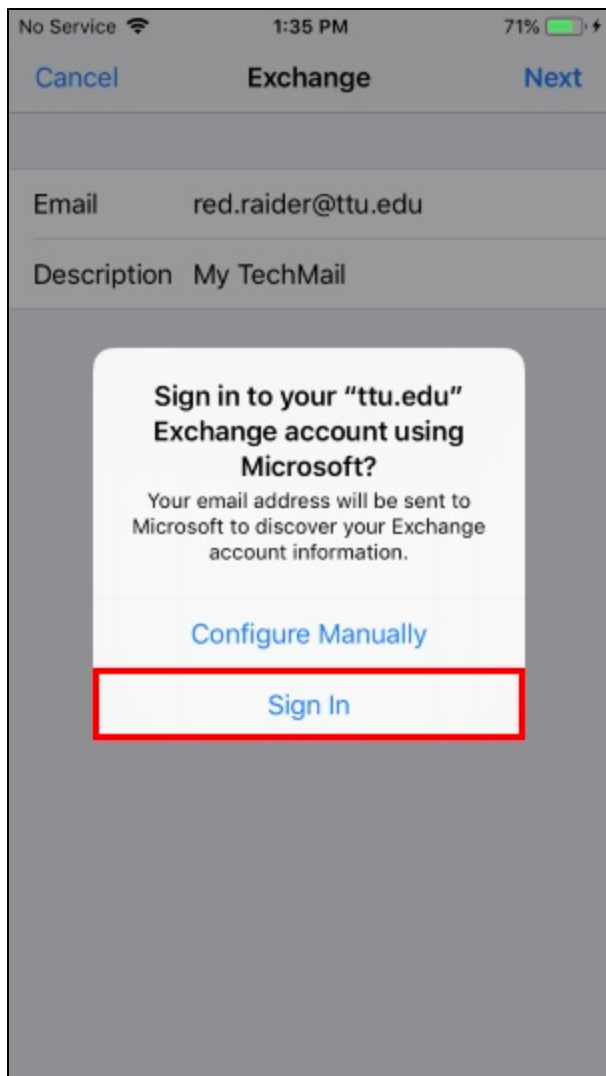 No Service 1:35 PM 71%
Cancel Exchange Next
Email red.raider@ttu.edu
Description My TechMail
Sign in to your “ttu.edu”
Exchange account using
Microsoft?
Your email address will be sent to
Microsoft to discover your Exchange
account information.
Configure Manually
Sign In